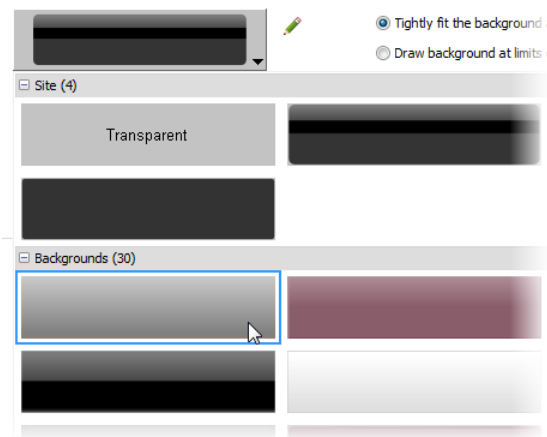 Tightly fit the background
Draw background at limits
Site (4)
Transparent
Backgrounds (30)